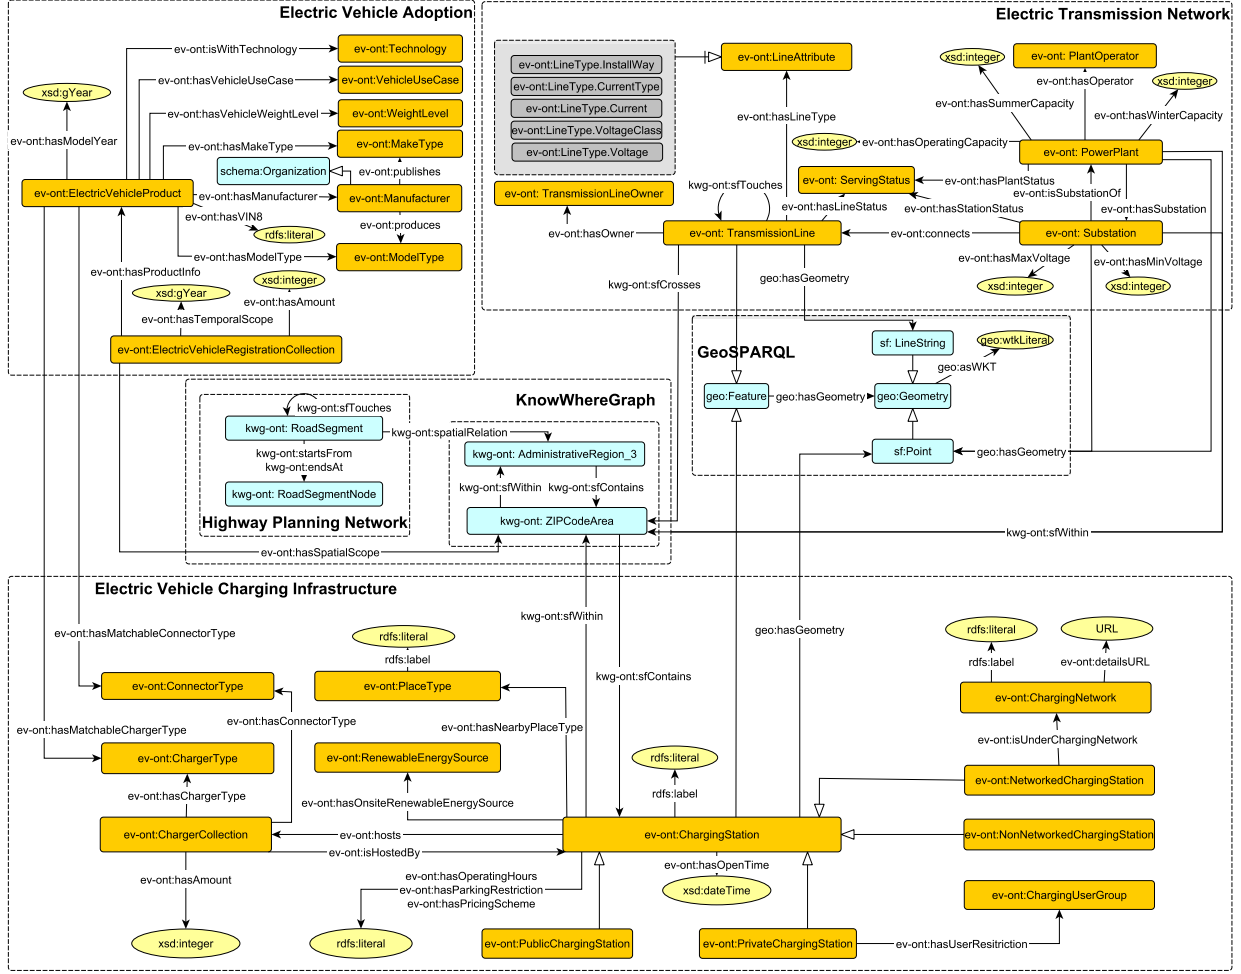 Electric Vehicle Adoption
ev-ont:Technology
ev-ont:isWithTechnology
ev-ont:VehicleUseCase
ev-ont:hasVehicleUseCase
xsd:gYear
ev-ont:WeightLevel
ev-ont:hasVehicleWeightLevel
ev-ont:hasModelYear
ev-ont:MakeType
ev-ont:hasMakeType
schema:Organization
ev-ont:publishes
ev-ont:ElectricVehicleProduct
ev-ont:hasManufacturer
ev-ont:Manufacturer
ev-ont:hasVIN8
rdfs:literal
ev-ont:produces
ev-ont:hasModelType
ev-ont:ModelType
ev-ont:hasProductInfo
xsd:integer
xsd:gYear
ev-ont:hasAmount
ev-ont:hasTemporalScope
ev-ont:ElectricVehicleRegistrationCollection
Electric Transmission Network
ev-ont:LineType.InstallWay
ev-ont:LineType.CurrentType
ev-ont:LineType.Current
ev-ont:LineType.VoltageClass
ev-ont:LineType.Voltage
ev-ont:LineAttribute
ev-ont:hasLineType
xsd:integer
ev-ont: PlantOperator
ev-ont:hasOperator
xsd:integer
ev-ont:hasSummerCapacity
ev-ont:hasWinterCapacity
xsd:integer
ev-ont:hasOperatingCapacity
ev-ont: PowerPlant
ev-ont: TransmissionLineOwner
kwg-ont:sfTouches
ev-ont: ServingStatus
ev-ont:hasPlantStatus
ev-ont:isSubstationOf
ev-ont:hasLineStatus
ev-ont:hasStationStatus
ev-ont:hasSubstation
ev-ont:hasOwner
ev-ont: TransmissionLine
ev-ont:connects
ev-ont: Substation
ev-ont:hasMaxVoltage
ev-ont:hasMinVoltage
kwg-ont:sfCrosses
geo:hasGeometry
xsd:integer
xsd:integer
GeoSPARQL
sf: LineString
geo:wtkLiteral
geo:asWKT
geo:Feature
geo:hasGeometry
geo:Geometry
sf:Point
geo:hasGeometry
KnowWhereGraph
kwg-ont:sfTouches
kwg-ont: RoadSegment
kwg-ont:spatialRelation
kwg-ont:startsFrom
kwg-ont:endsAt
kwg-ont: RoadSegmentNode
Highway Planning Network
kwg-ont: AdministrativeRegion_3
kwg-ont:sfWithin
kwg-ont:sfContains
kwg-ont: ZIPCodeArea
kwg-ont:sfWithin
ev-ont:hasSpatialScope
Electric Vehicle Charging Infrastructure
kwg-ont:sfWithin
ev-ont:hasMatchableConnectorType
rdfs:literal
rdfs:label
geo:hasGeometry
rdfs:literal
URL
rdfs:label
ev-ont:detailsURL
kwg-ont:sfContains
ev-ont:ConnectorType
ev-ont:PlaceType
ev-ont:ChargingNetwork
ev-ont:hasConnectorType
ev-ont:hasNearbyPlaceType
ev-ont:hasMatchableChargerType
ev-ont:isUnderChargingNetwork
ev-ont:ChargerType
ev-ont:RenewableEnergySource
rdfs:literal
ev-ont:NetworkedChargingStation
ev-ont:hasChargerType
ev-ont:hasOnsiteRenewableEnergySource
rdfs:label
ev-ont:ChargerCollection
ev-ont:hosts
ev-ont:ChargingStation
ev-ont:NonNetworkedChargingStation
ev-ont:isHostedBy
ev-ont:hasAmount
ev-ont:hasOperatingHours
ev-ont:hasParkingRestriction
ev-ont:hasPricingScheme
ev-ont:hasOpenTime
xsd:dateTime
ev-ont:ChargingUserGroup
xsd:integer
rdfs:literal
ev-ont:PublicChargingStation
ev-ont:PrivateChargingStation
ev-ont:hasUserResitriction